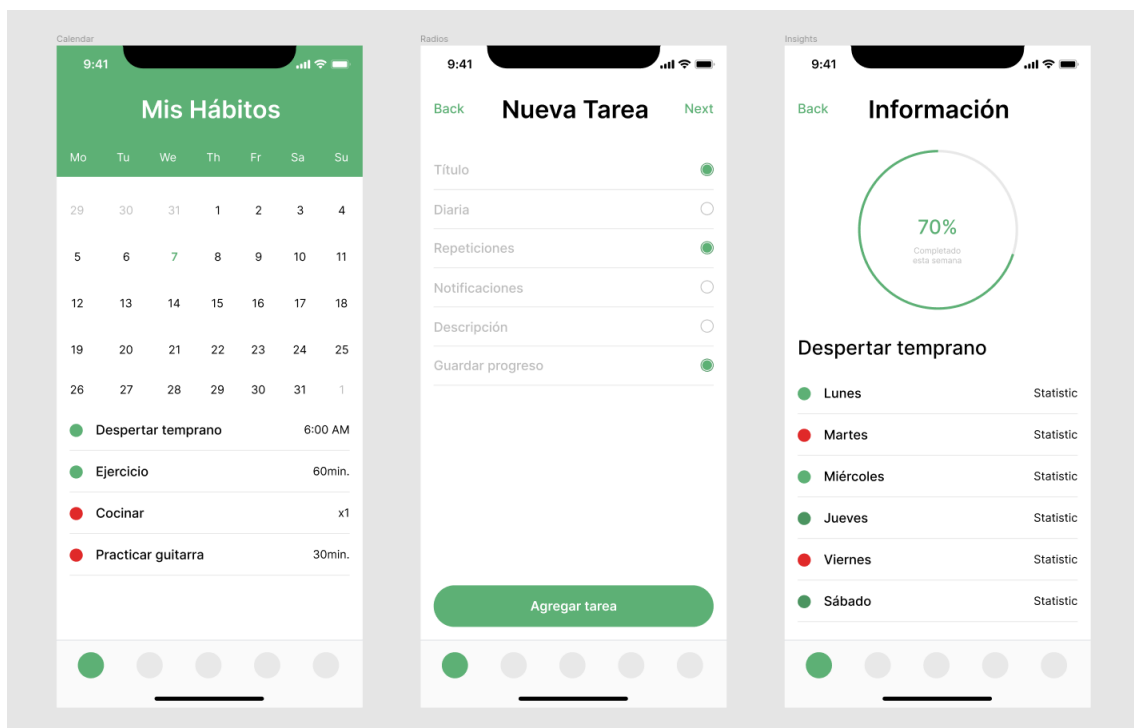 Calendar
9:41
Mis Hábitos
Mo Tu We Th Fr Sa Su
29 30 31 1 2 3 4
5 6 7 8 9 10 11
12 13 14 15 16 17 18
19 20 21 22 23 24 25
26 27 28 29 30 31 1
Despertar temprano 6:00 AM
Ejercicio 60min.
Cocinar x1
Practicar guitarra 30min.
Radios
9:41
Back Nueva Tarea Next
Título
Diaria
Repeticiones
Notificaciones
Descripción
Guardar progreso
Agregar tarea
Insights
9:41
Back Información
70%
Completado
esta semana
Despertar temprano
Lunes Statistic
Martes Statistic
Miércoles Statistic
Jueves Statistic
Viernes Statistic
Sábado Statistic